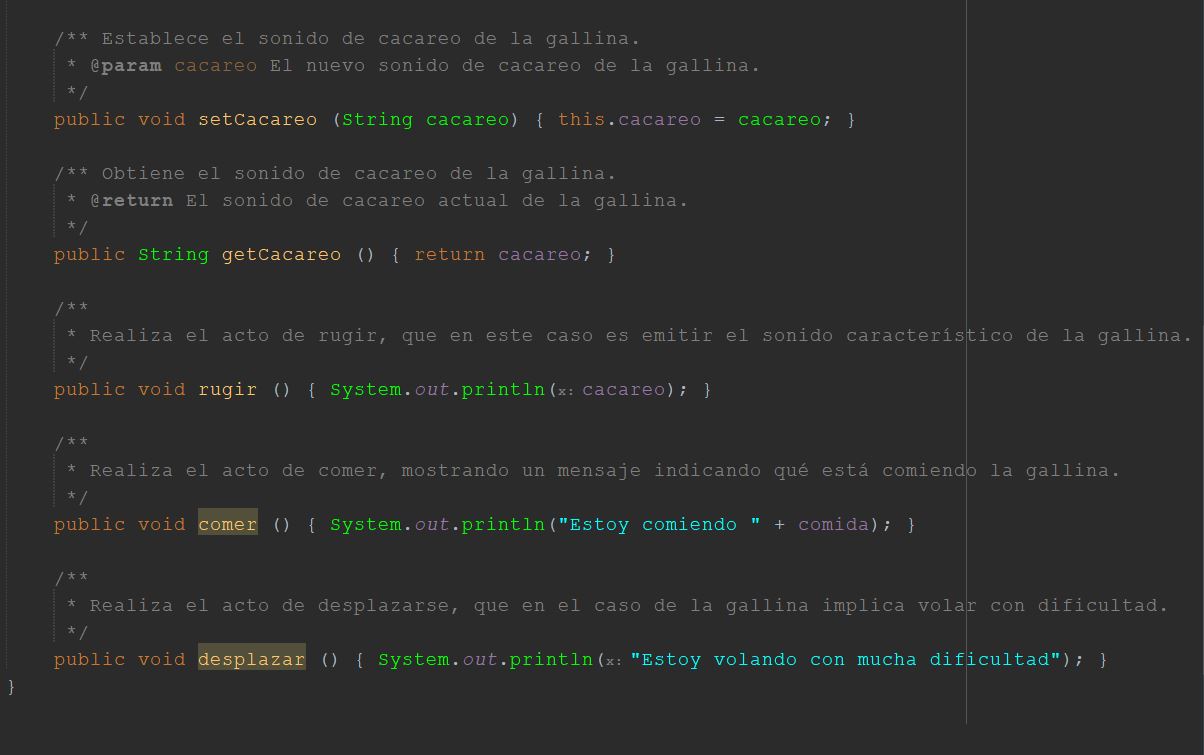 /** Establece el sonido de cacareo de la gallina.
* @param cacareo El nuevo sonido de cacareo de la gallina.
*/
public void setCacareo (String cacareo) { this.cacareo = cacareo; }
/** Obtiene el sonido de cacareo de la gallina.
* @return El sonido de cacareo actual de la gallina.
*/
public String getCacareo () { return cacareo; }
/**
* Realiza el acto de rugir, que en este caso es emitir el sonido característico de la gallina.
*/
public void rugir () { System.out.println(x: cacareo); }
/**
* Realiza el acto de comer, mostrando un mensaje indicando qué está comiendo la gallina.
*/
public void comer () { System.out.println("Estoy comiendo " + comida); }
/**
* Realiza el acto de desplazarse, que en el caso de la gallina implica volar con dificultad.
*/
public void desplazar () { System.out.println(x: "Estoy volando con mucha dificultad"); }
}